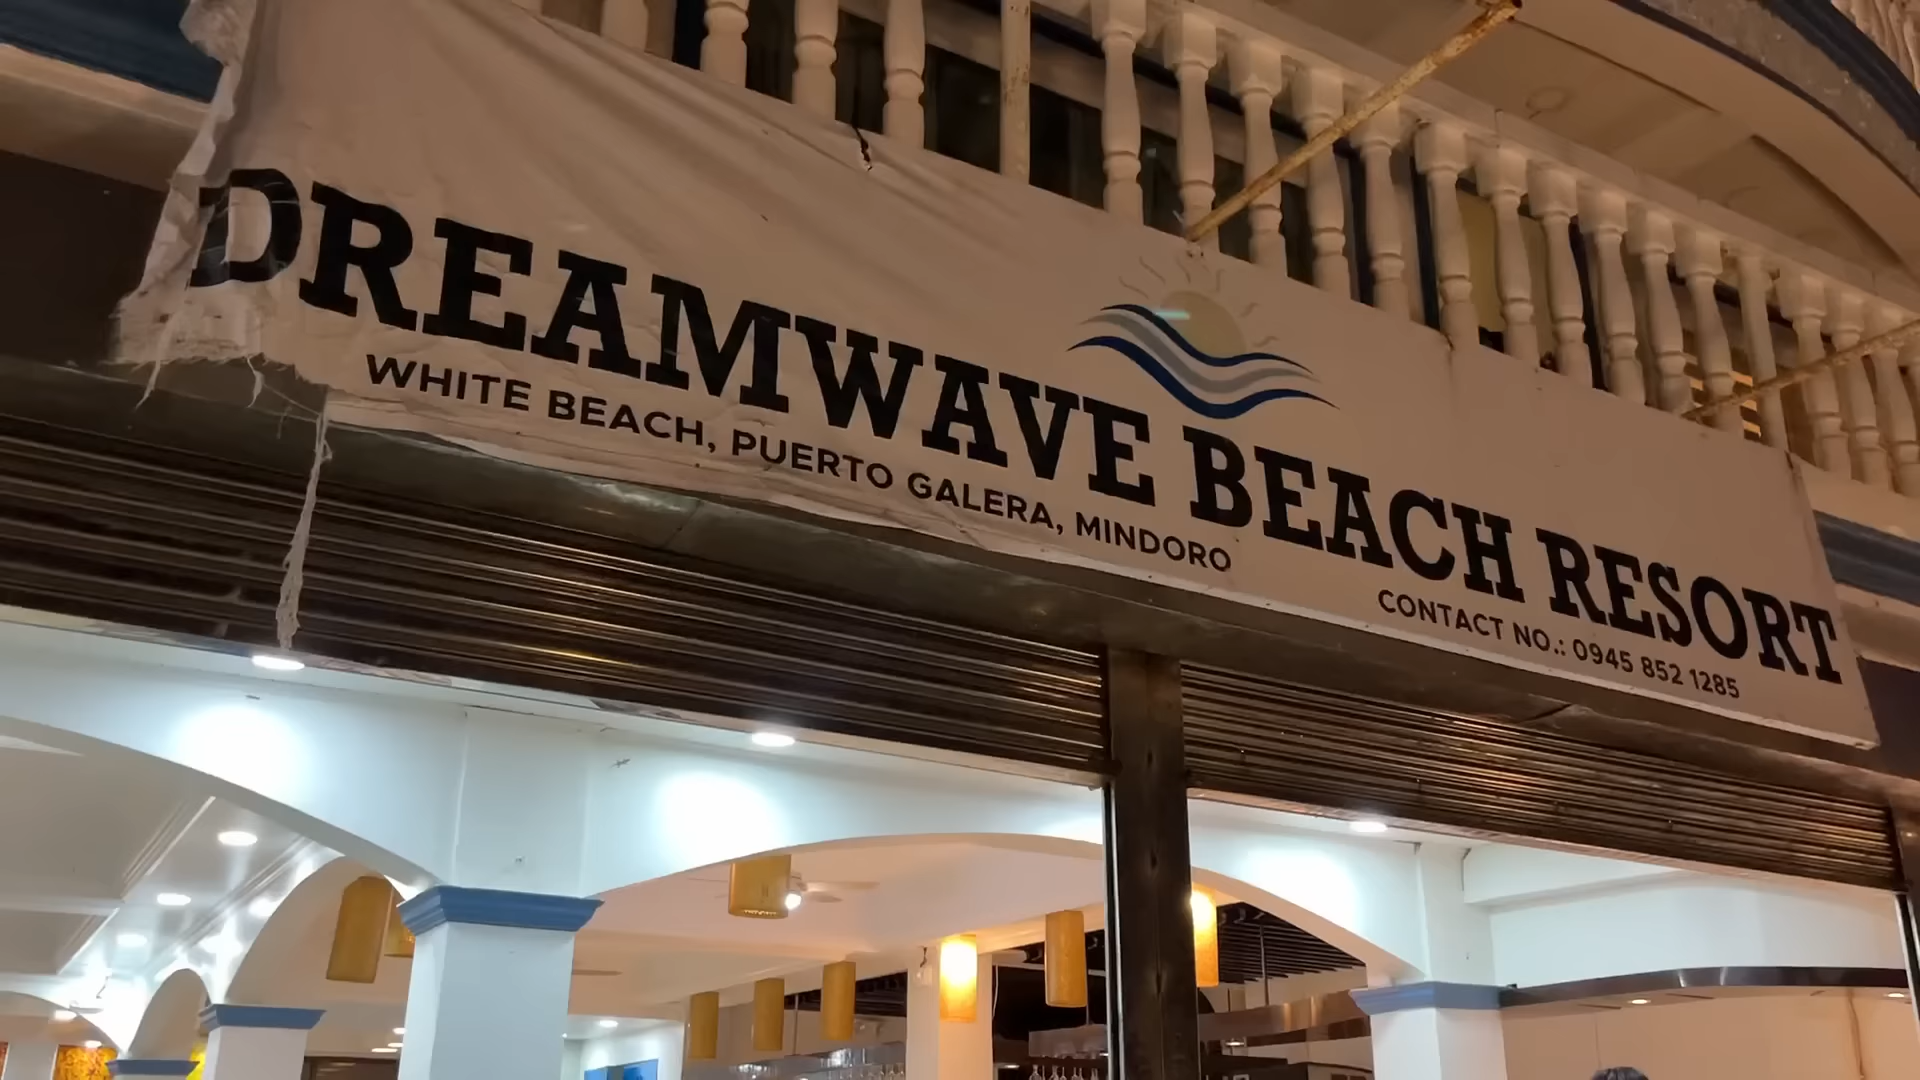 DREAMWAVE BEACH RESORT
WHITE BEACH, PUERTO GALERA, MINDORO
CONTACT NO.: 0945 852 1285